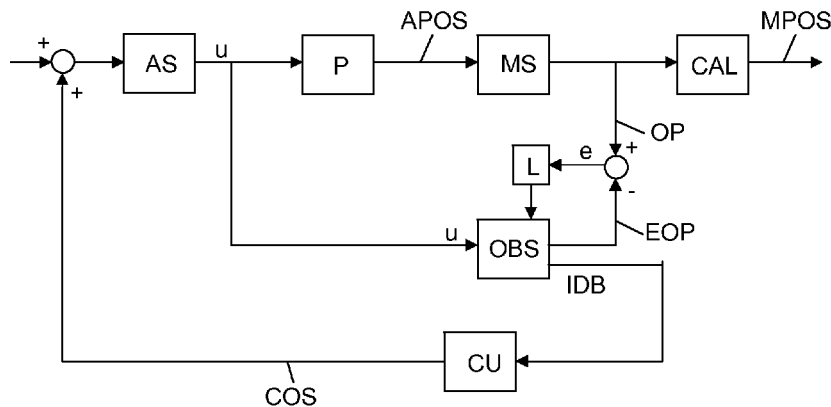 APOS
MPOS
+
AS
u
P
MS
CAL
+
OP
e
+
L
-
u
OBS
EOP
IDB
CU
COS